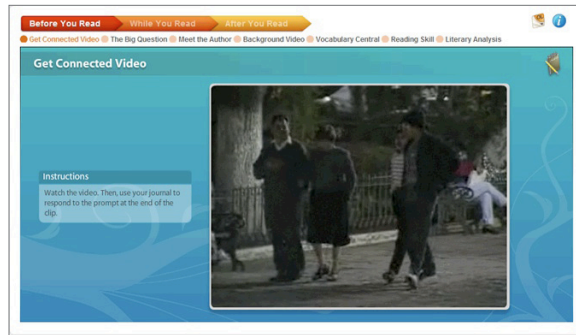 Before You Read While You Read After You Read
Get Connected Video The Big Question Meet the Author Background Video Vocabulary Central Reading Skill Literary Analysis
Get Connected Video
Instructions
Watch the video. Then, use your journal to
respond to the prompt at the end of the
clip.